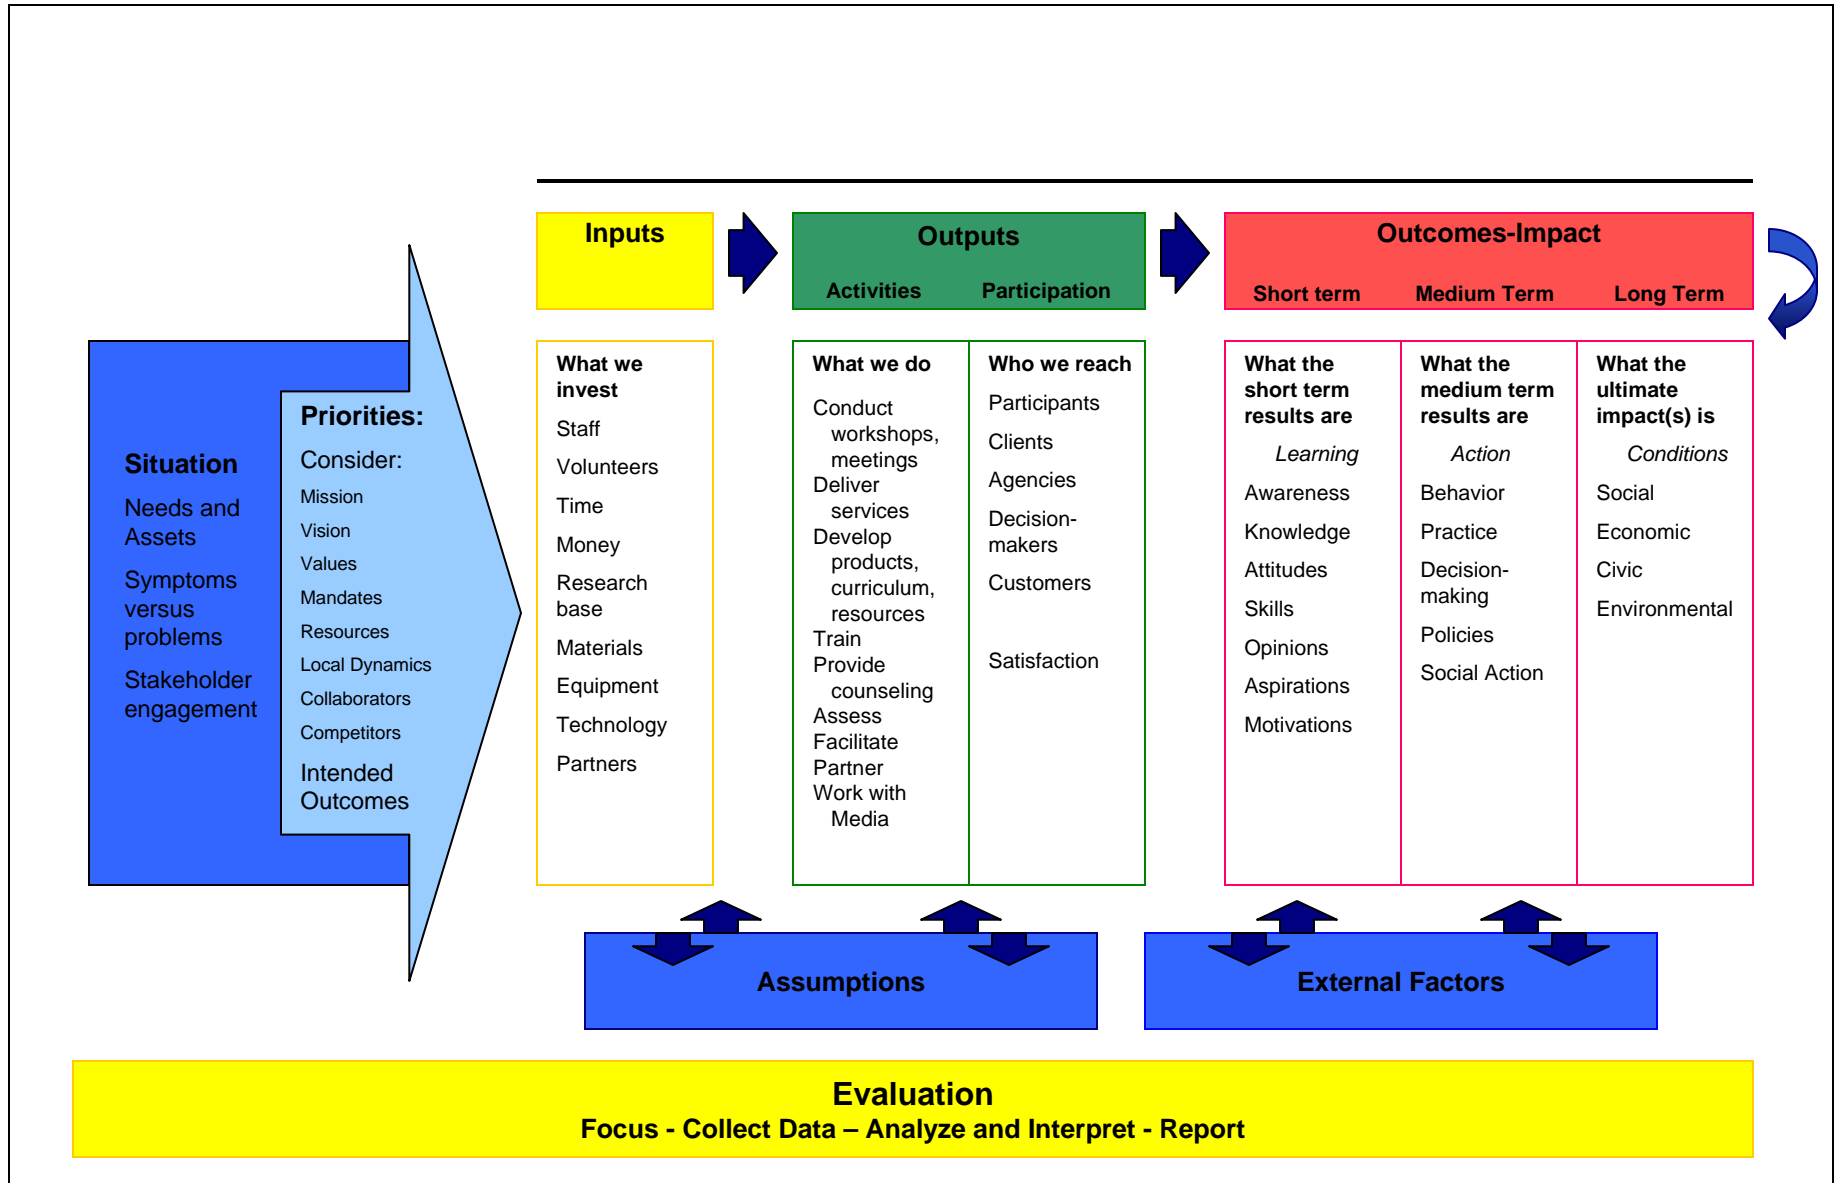 Situation
Needs and
Assets
Symptoms
versus
problems
Stakeholder
engagement
Priorities:
Consider:
Mission
Vision
Values
Mandates
Resources
Local Dynamics
Collaborators
Competitors
Intended
Outcomes
Inputs
What we
invest
Staff
Volunteers
Time
Money
Research
base
Materials
Equipment
Technology
Partners
Outputs
Activities Participation
What we do
Conduct
workshops,
meetings
Deliver
services
Develop
products,
curriculum,
resources
Train
Provide
counseling
Assess
Facilitate
Partner
Work with
Media
Who we reach
Participants
Clients
Agencies
Decision-
makers
Customers
Satisfaction
Outcomes-Impact
Short term Medium Term Long Term
What the
short term
results are
Learning
Awareness
Knowledge
Attitudes
Skills
Opinions
Aspirations
Motivations
What the
medium term
results are
Action
Behavior
Practice
Decision-
making
Policies
Social Action
What the
ultimate
impact(s) is
Conditions
Social
Economic
Civic
Environmental
Assumptions
External Factors
Evaluation
Focus - Collect Data – Analyze and Interpret - Report